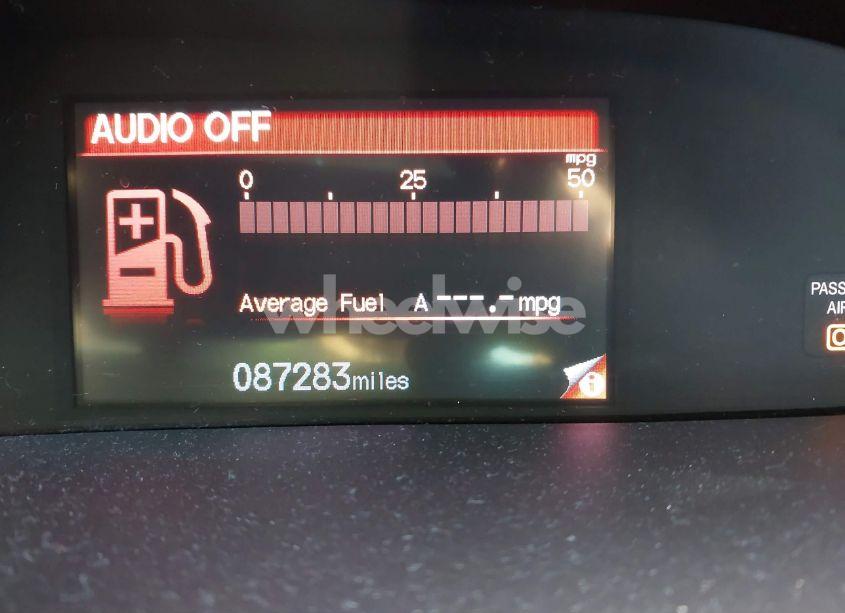 AUDIO OFF
mpg
0 25 50
Average Fuel A ---.- mpg
wheelwise
087283miles
PASS
AIR